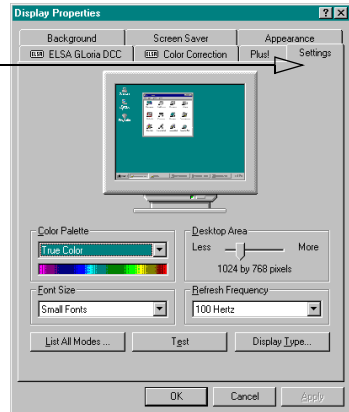 Display Properties
Background Screen Saver Appearance
ELSA ELSA GLoria DCC ELSA Color Correction Plus! Settings
Color Palette
True Color
Desktop Area
Less More
1024 by 768 pixels
Font Size
Small Fonts
Refresh Frequency
100 Hertz
List All Modes ... Test Display Type...
OK Cancel Apply